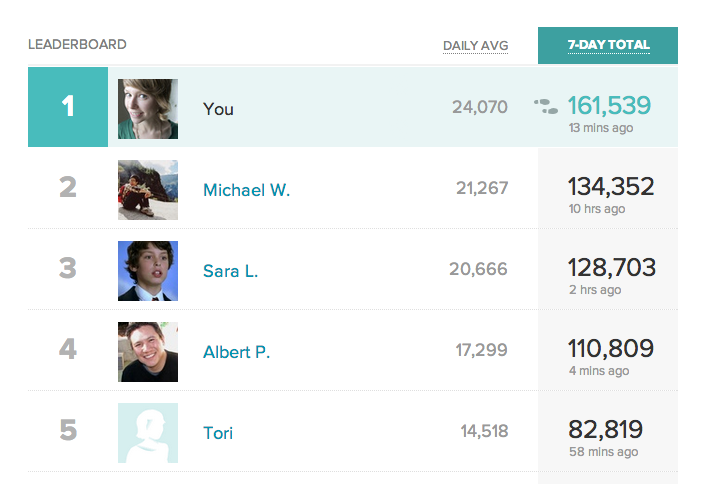 LEADERBOARD DAILY AVG 7-DAY TOTAL
1 You 24,070 161,539
13 mins ago
2 Michael W. 21,267 134,352
10 hrs ago
3 Sara L. 20,666 128,703
2 hrs ago
4 Albert P. 17,299 110,809
4 mins ago
5 Tori 14,518 82,819
58 mins ago